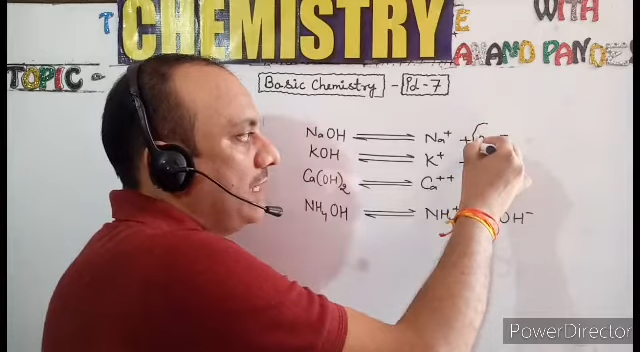 T CHEMISTRY E WITH
ANAND PANDE
TOPIC -
Basic Chemistry - Pd-7
NaOH ⇌ Na⁺ +
KOH ⇌ K⁺
Ca(OH)₂ ⇌ Ca⁺⁺
NH₄OH ⇌ NH₄⁺ OH⁻
PowerDirector